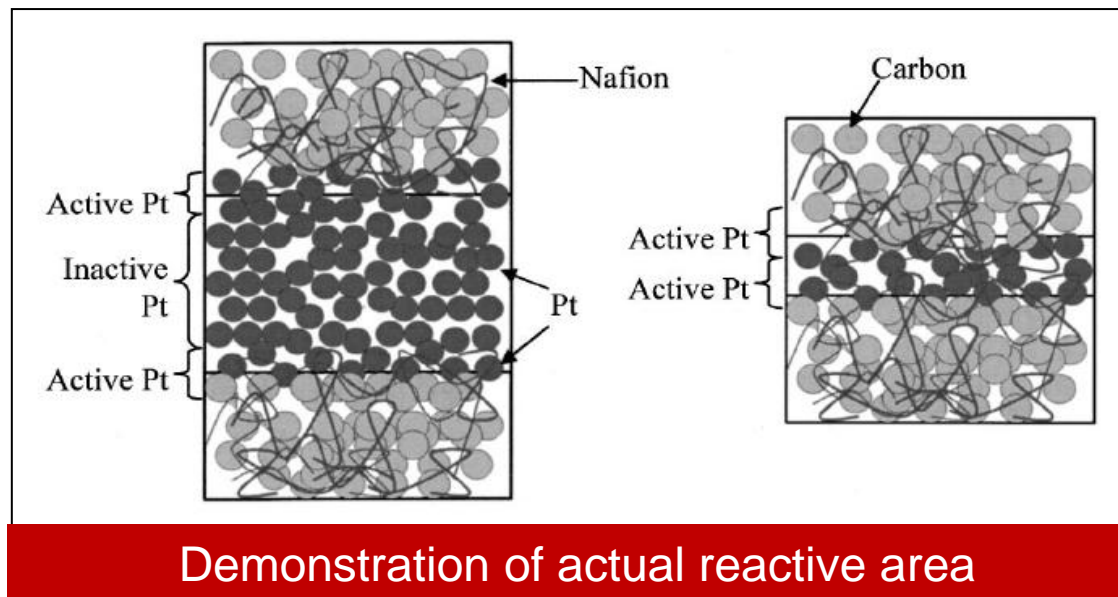 Nafion
Active Pt
Inactive
Pt
Active Pt
Pt
Carbon
Active Pt
Active Pt
Demonstration of actual reactive area